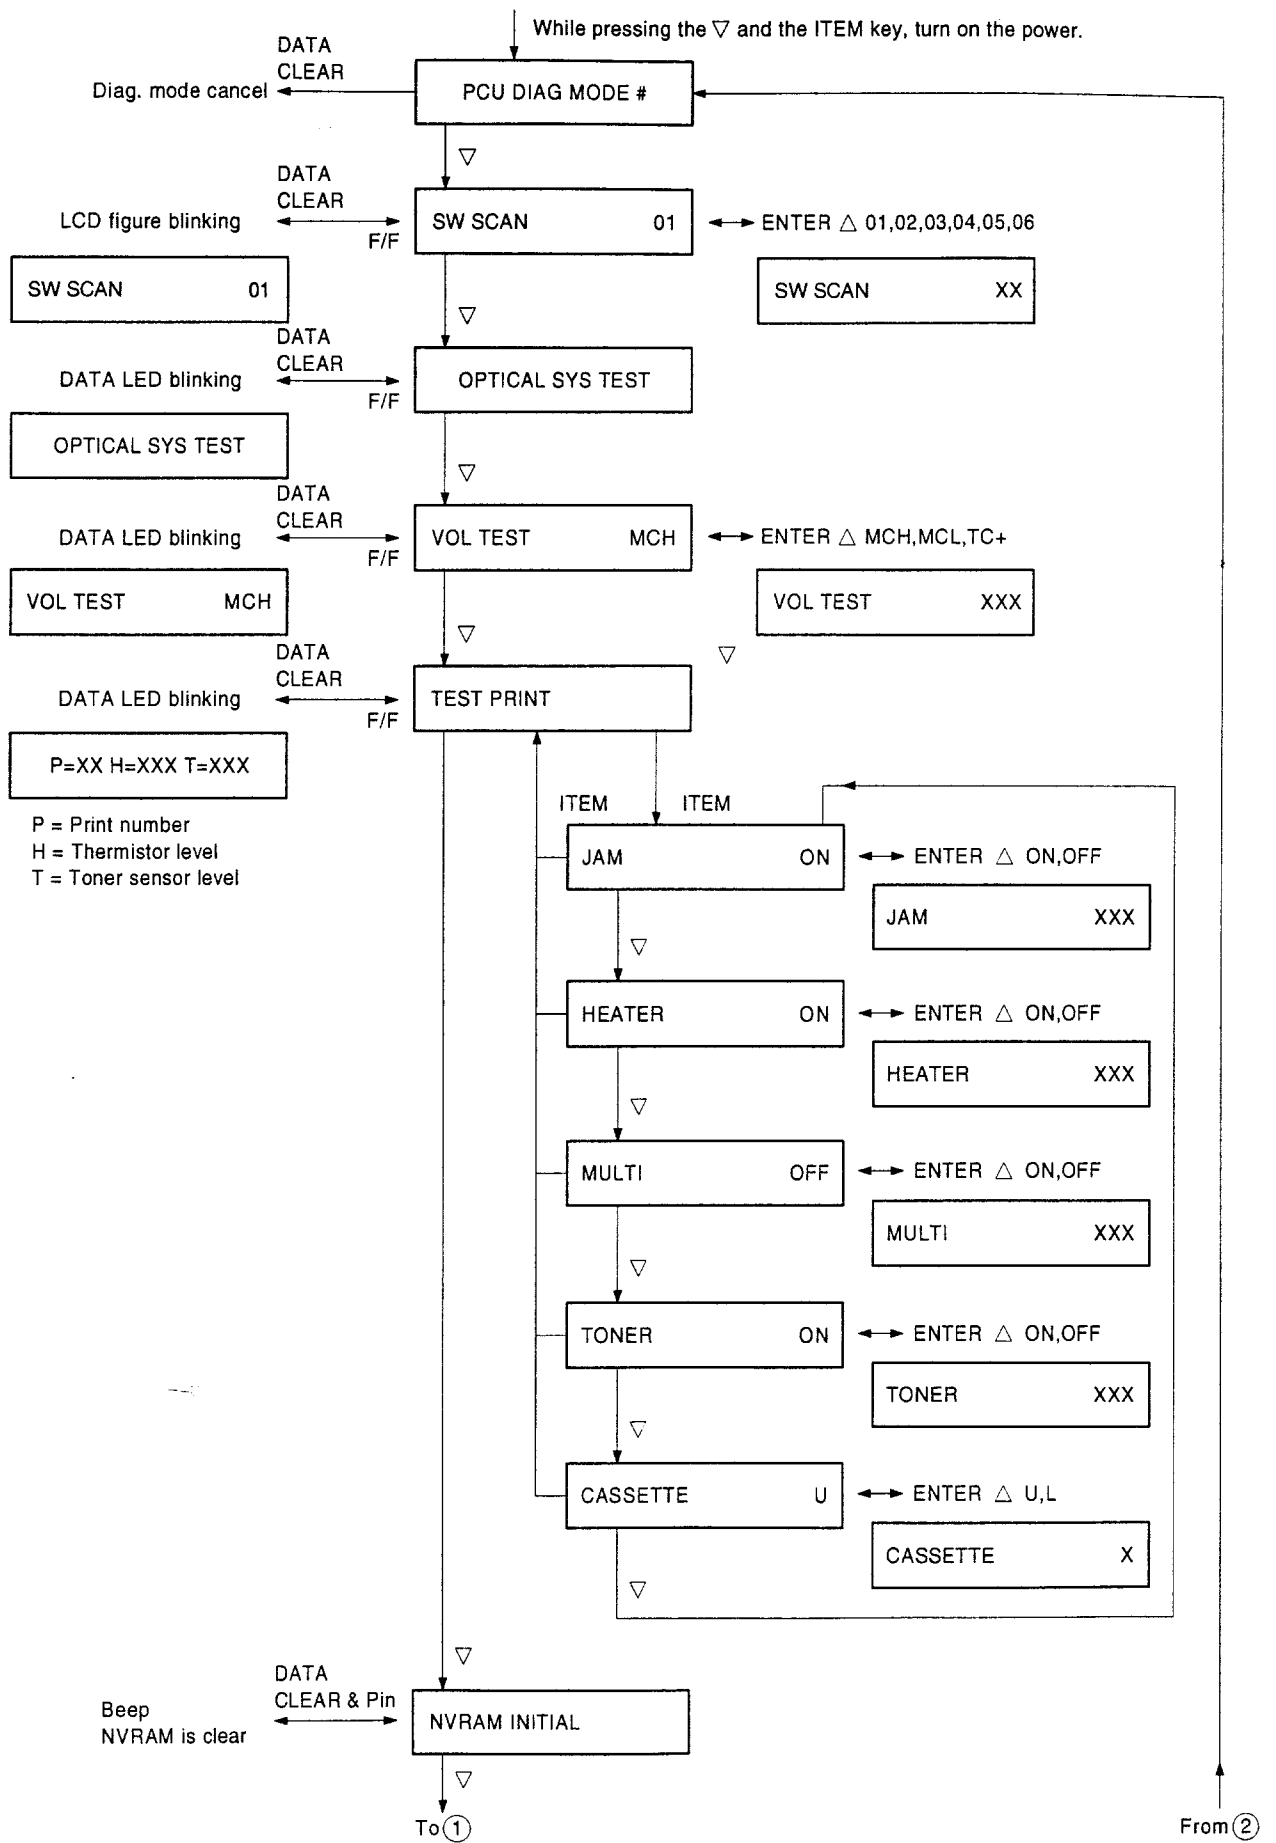 While pressing the ▽ and the ITEM key, turn on the power.
DATA
CLEAR
Diag. mode cancel
PCU DIAG MODE #
▽
DATA
CLEAR
LCD figure blinking
F/F
SW SCAN 01
ENTER △ 01,02,03,04,05,06
SW SCAN 01
SW SCAN XX
▽
DATA
CLEAR
DATA LED blinking
F/F
OPTICAL SYS TEST
OPTICAL SYS TEST
▽
DATA
CLEAR
DATA LED blinking
F/F
VOL TEST MCH
ENTER △ MCH,MCL,TC+
VOL TEST MCH
VOL TEST XXX
▽
▽
DATA
CLEAR
DATA LED blinking
F/F
TEST PRINT
P=XX H=XXX T=XXX
P = Print number
H = Thermistor level
T = Toner sensor level
ITEM ITEM
JAM ON
ENTER △ ON,OFF
JAM XXX
▽
HEATER ON
ENTER △ ON,OFF
HEATER XXX
▽
MULTI OFF
ENTER △ ON,OFF
MULTI XXX
▽
TONER ON
ENTER △ ON,OFF
TONER XXX
▽
CASSETTE U
ENTER △ U,L
CASSETTE X
▽
▽
DATA
CLEAR & Pin
Beep
NVRAM is clear
NVRAM INITIAL
▽
To 1
From 2